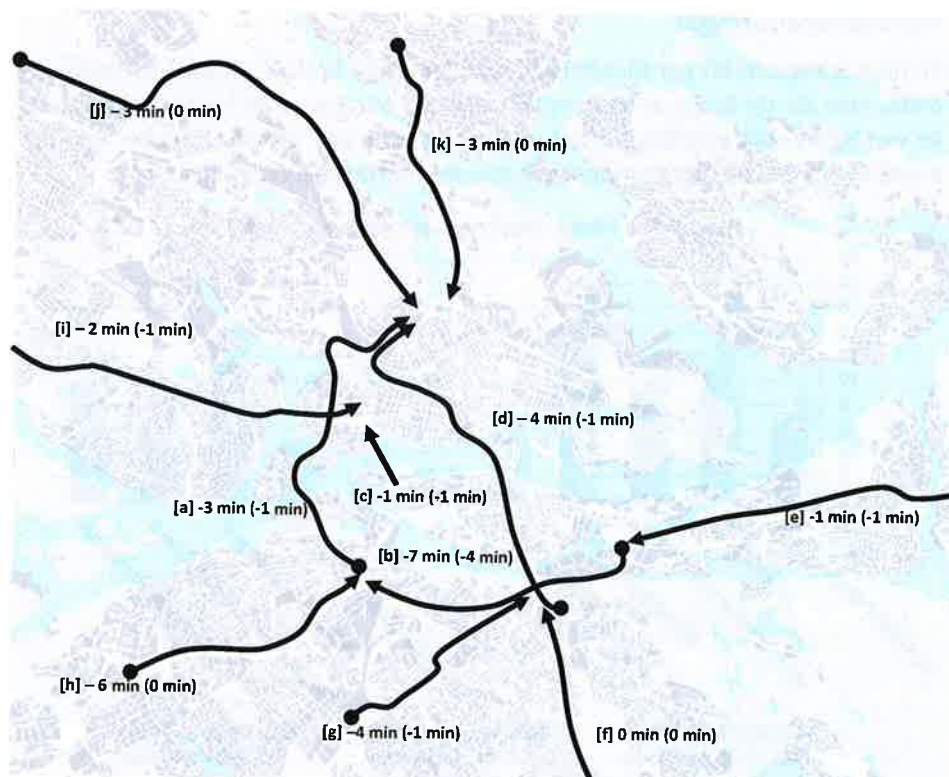 [j] – 3 min (0 min)
[k] – 3 min (0 min)
[i] – 2 min (-1 min)
[d] – 4 min (-1 min)
[c] -1 min (-1 min)
[a] -3 min (-1 min)
[e] -1 min (-1 min)
[b] -7 min (-4 min)
[h] – 6 min (0 min)
[g] –4 min (-1 min)
[f] 0 min (0 min)